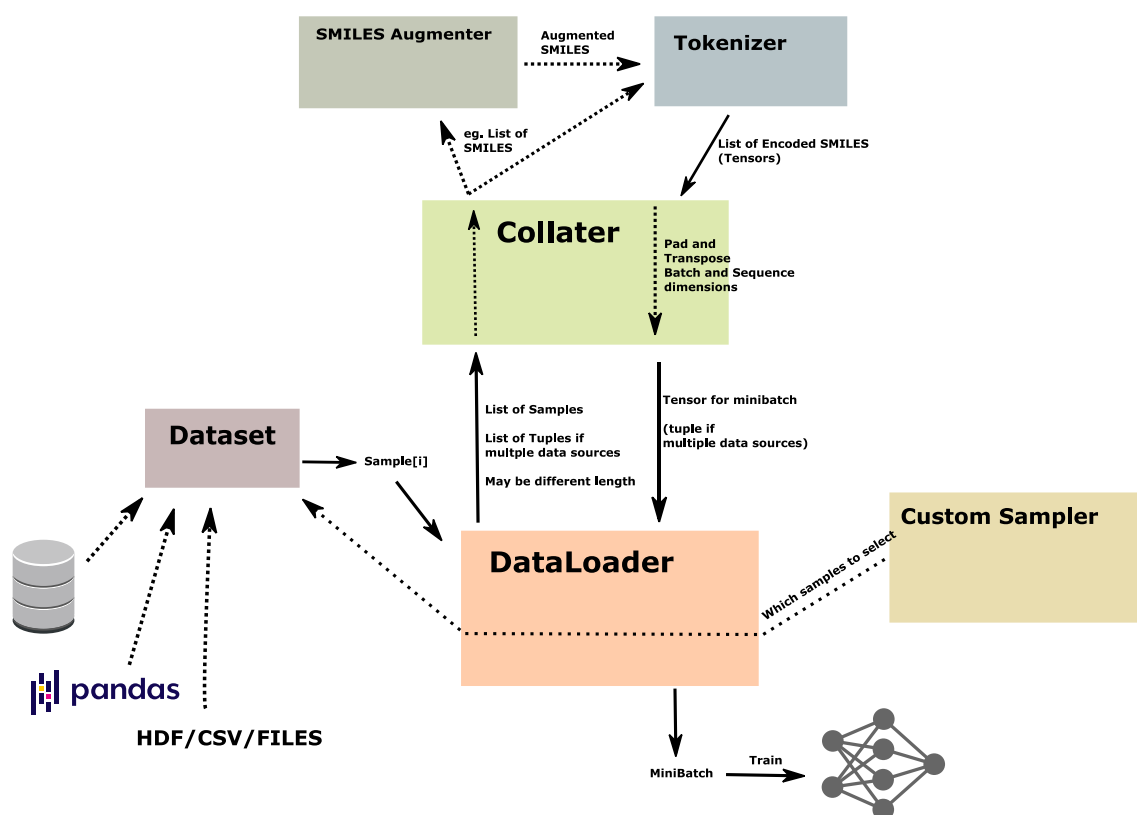 SMILES Augmenter
Augmented
SMILES
Tokenizer
eg. List of
SMILES
List of Encoded SMILES
(Tensors)
Collater
Pad and
Transpose
Batch and Sequence
dimensions
List of Samples
List of Tuples if
multple data sources
May be different length
Tensor for minibatch
(tuple if
multiple data sources)
Dataset
Sample[i]
DataLoader
Which samples to select
Custom Sampler
pandas
HDF/CSV/FILES
MiniBatch
Train